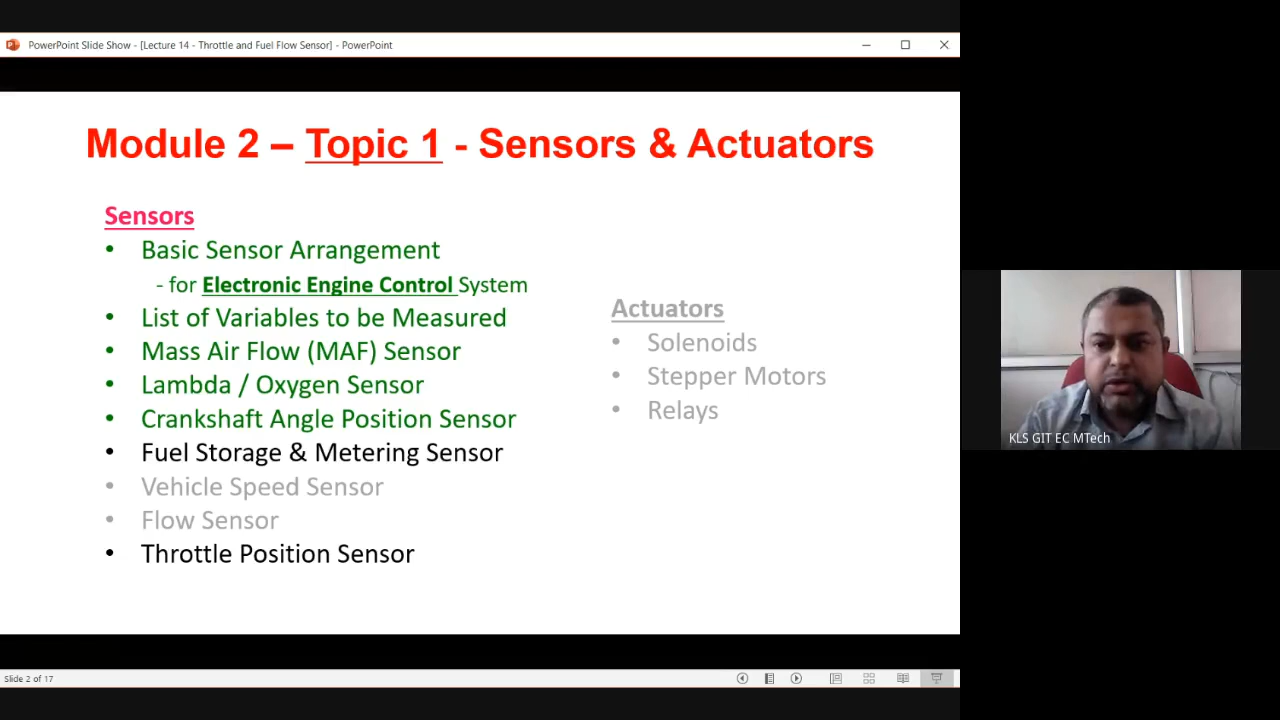 PowerPoint Slide Show - [Lecture 14 - Throttle and Fuel Flow Sensor] - PowerPoint
Module 2 – Topic 1 - Sensors & Actuators
Sensors
• Basic Sensor Arrangement
- for Electronic Engine Control System
• List of Variables to be Measured
• Mass Air Flow (MAF) Sensor
• Lambda / Oxygen Sensor
• Crankshaft Angle Position Sensor
• Fuel Storage & Metering Sensor
• Vehicle Speed Sensor
• Flow Sensor
• Throttle Position Sensor
Actuators
• Solenoids
• Stepper Motors
• Relays
KLS GIT EC MTech
Slide 2 of 17